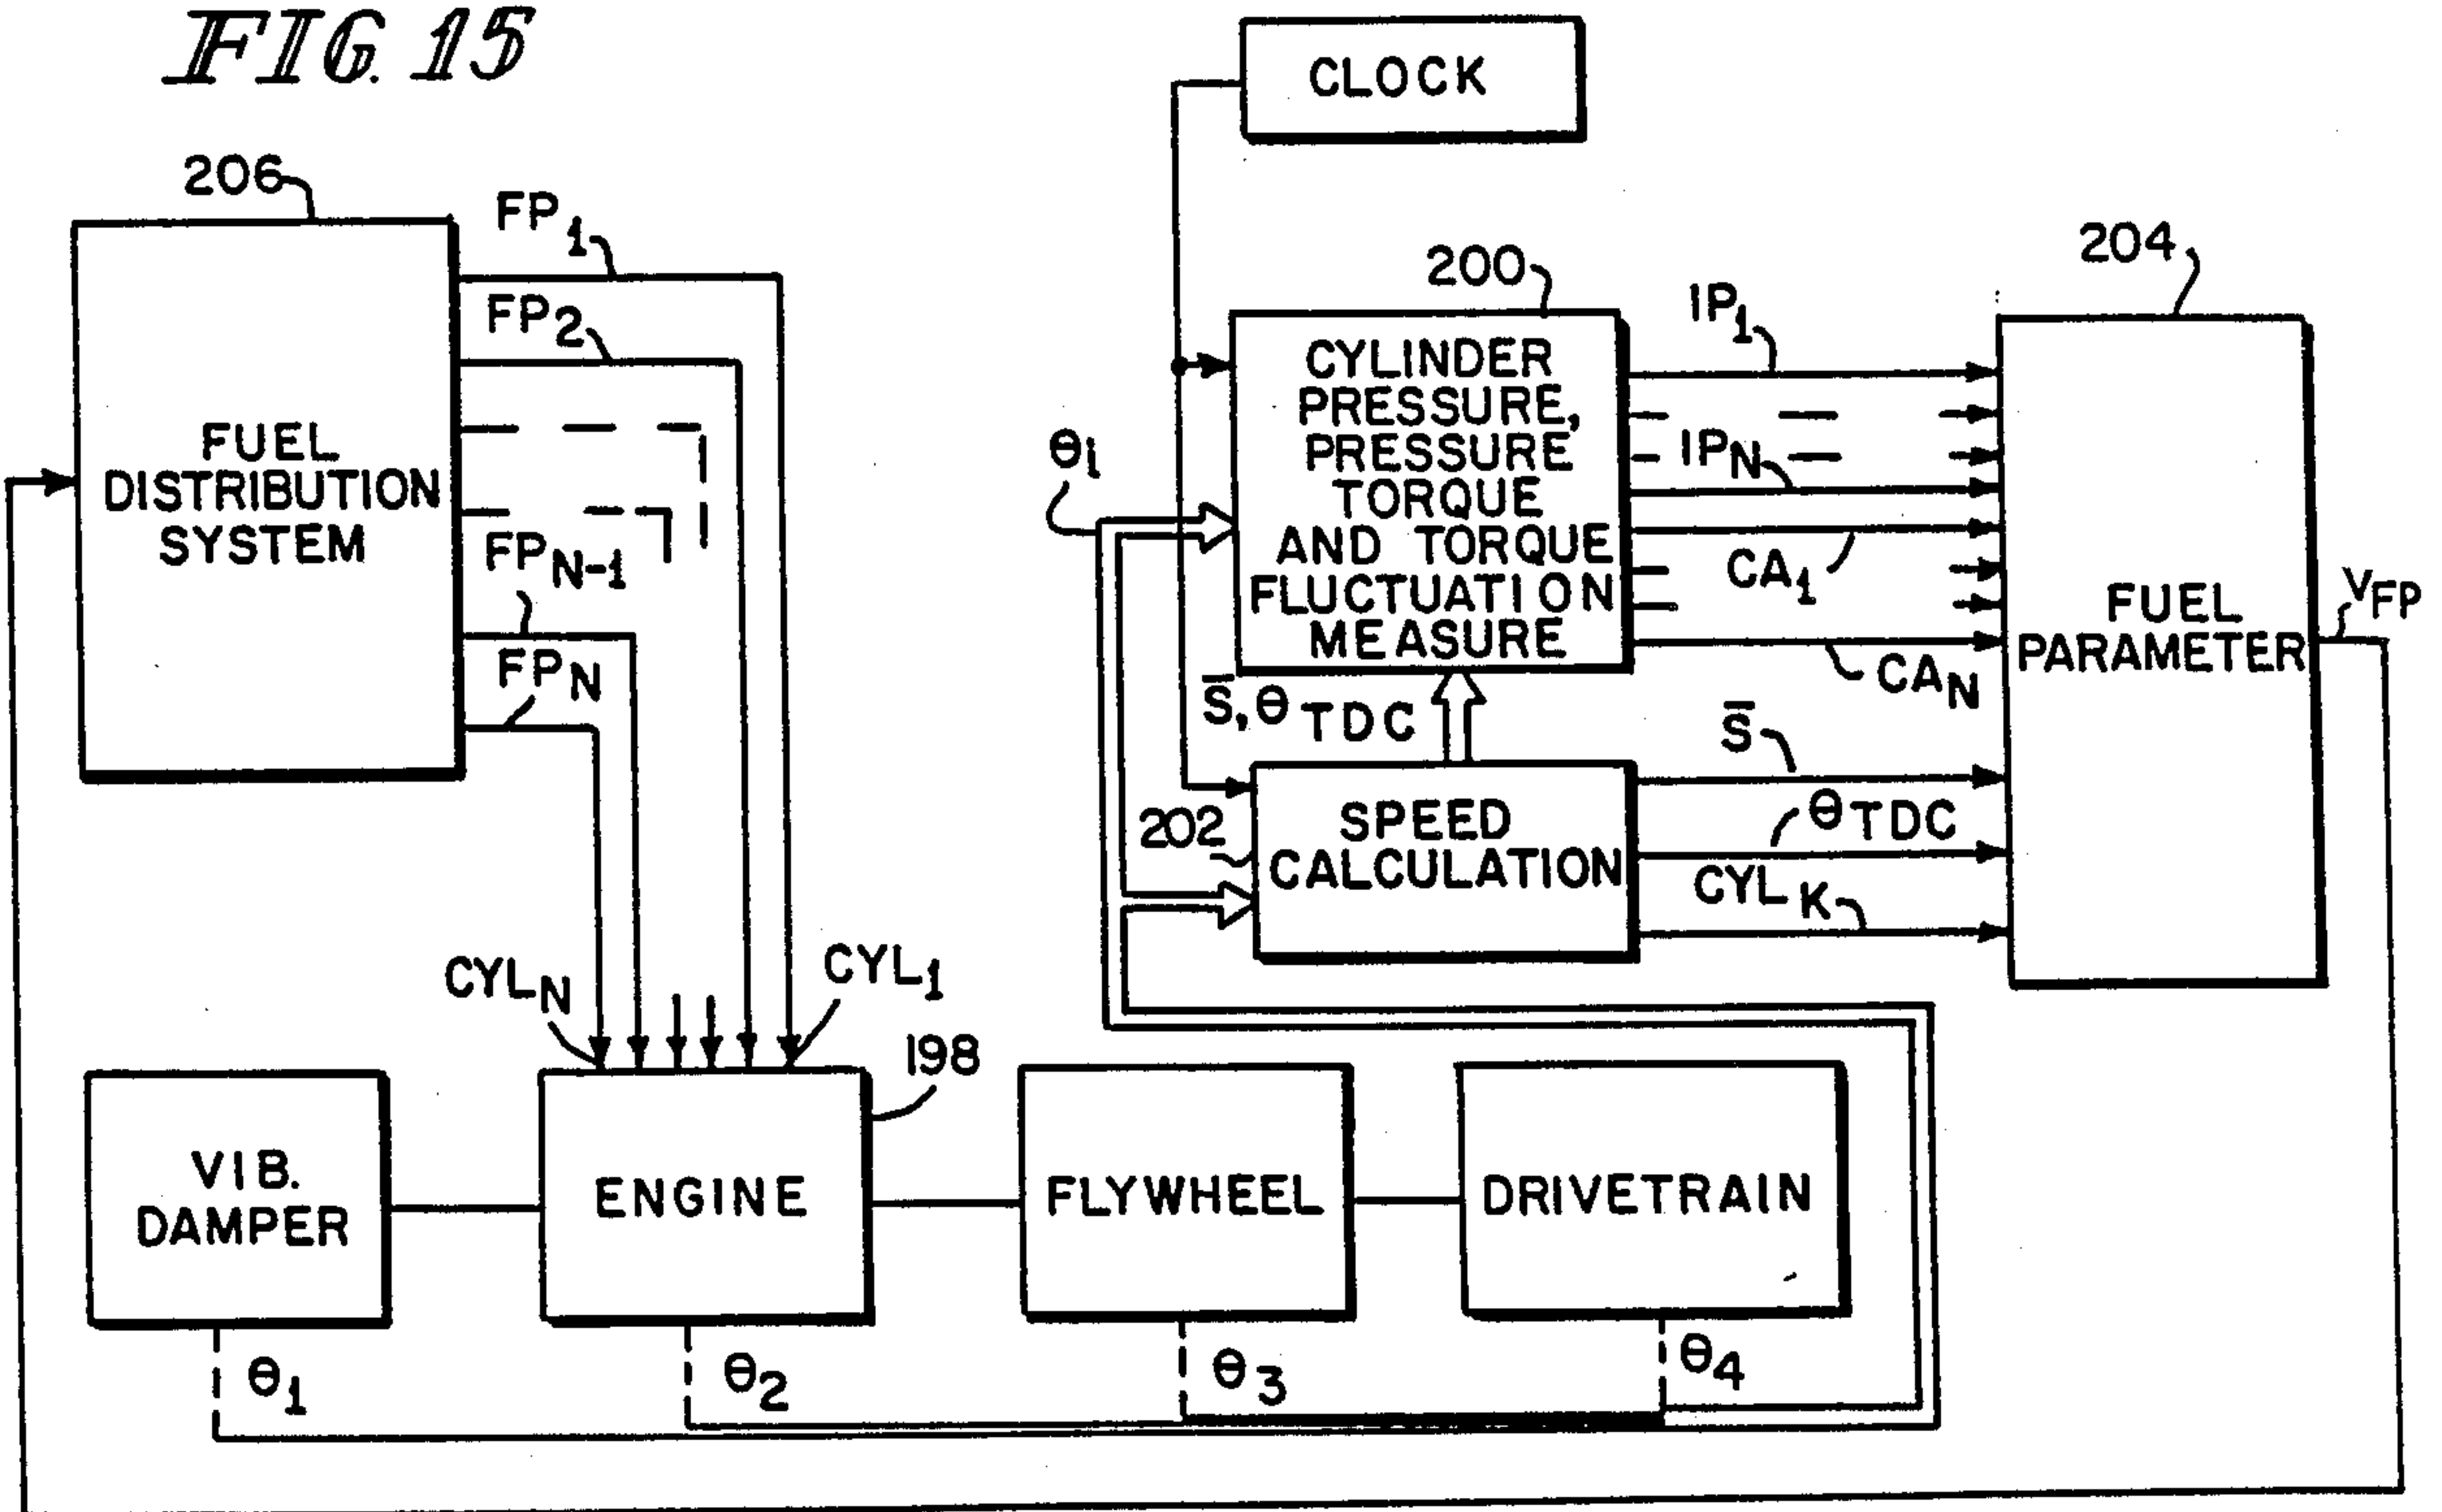 FIG. 15
CLOCK
206
FP1
FP2
FUEL
DISTRIBUTION
SYSTEM
FPN-1
FPN
200
CYLINDER
PRESSURE,
PRESSURE
TORQUE
AND TORQUE
FLUCTUATION
MEASURE
θi
IP1
IPN
CA1
CAN
204
FUEL
PARAMETER
VFP
S̅, θTDC
202
SPEED
CALCULATION
S̅
θTDC
CYLK
CYLN
CYL1
198
VIB.
DAMPER
ENGINE
FLYWHEEL
DRIVETRAIN
θ1
θ2
θ3
θ4